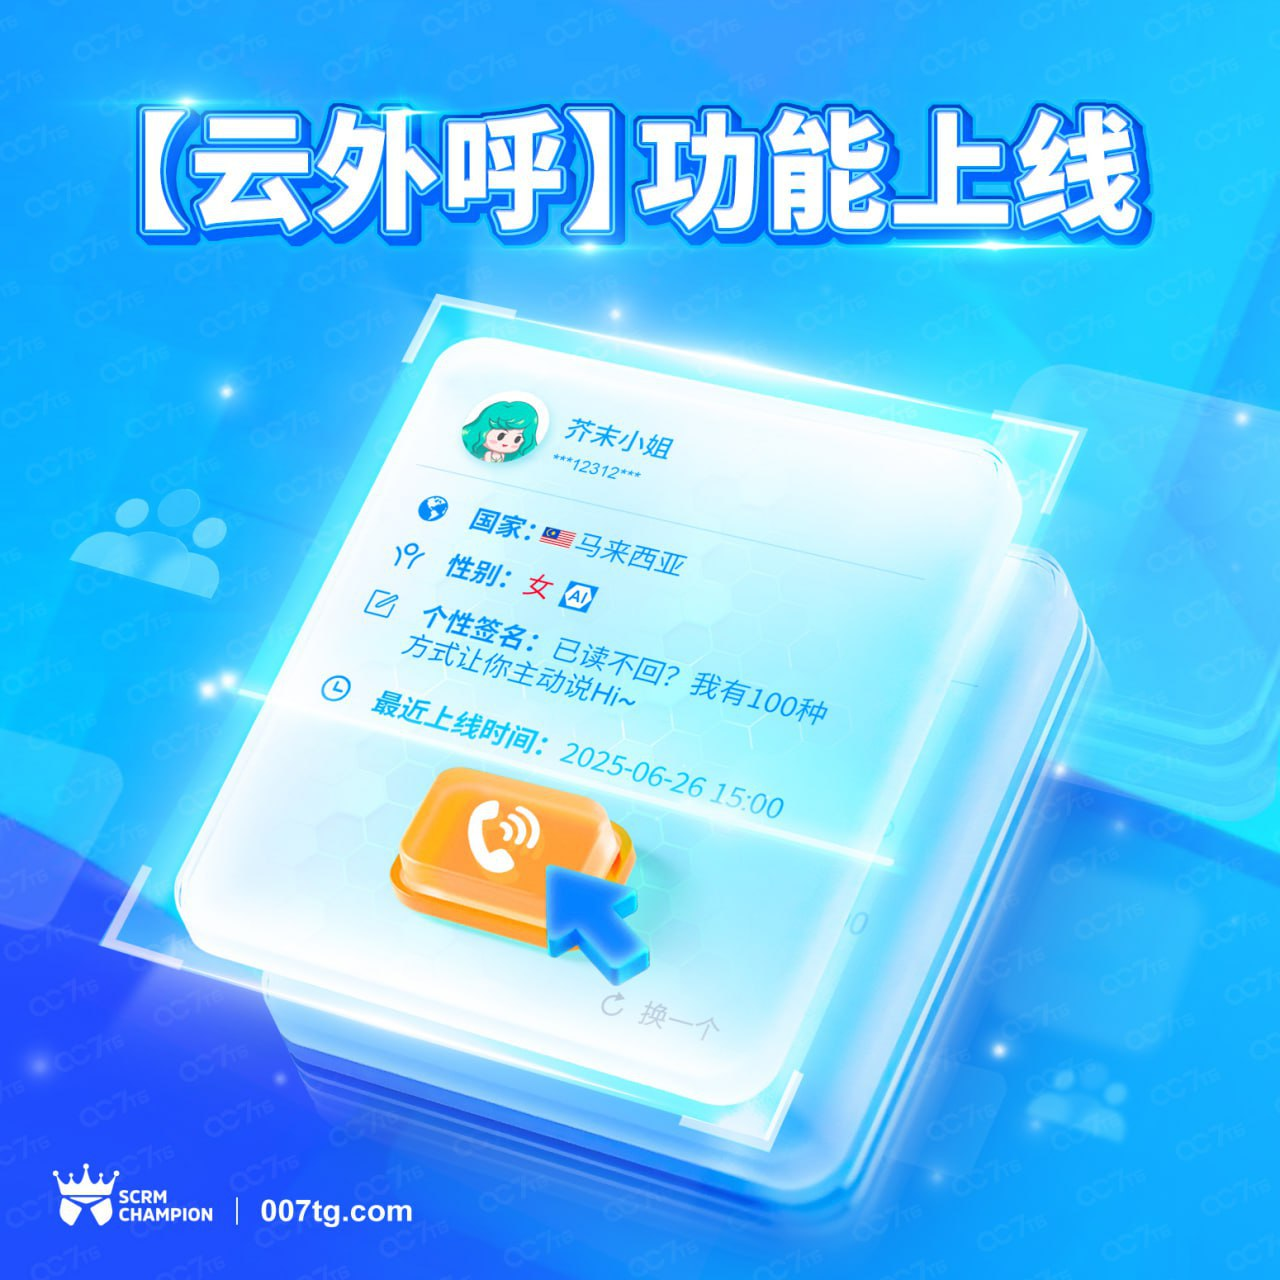 【云外呼】功能上线
芥末小姐
***12312***
国家：马来西亚
性别：女 AI
个性签名：已读不回？我有100种
方式让你主动说Hi~
最近上线时间：2025-06-26 15:00
换一个
SCRM
CHAMPION
007tg.com